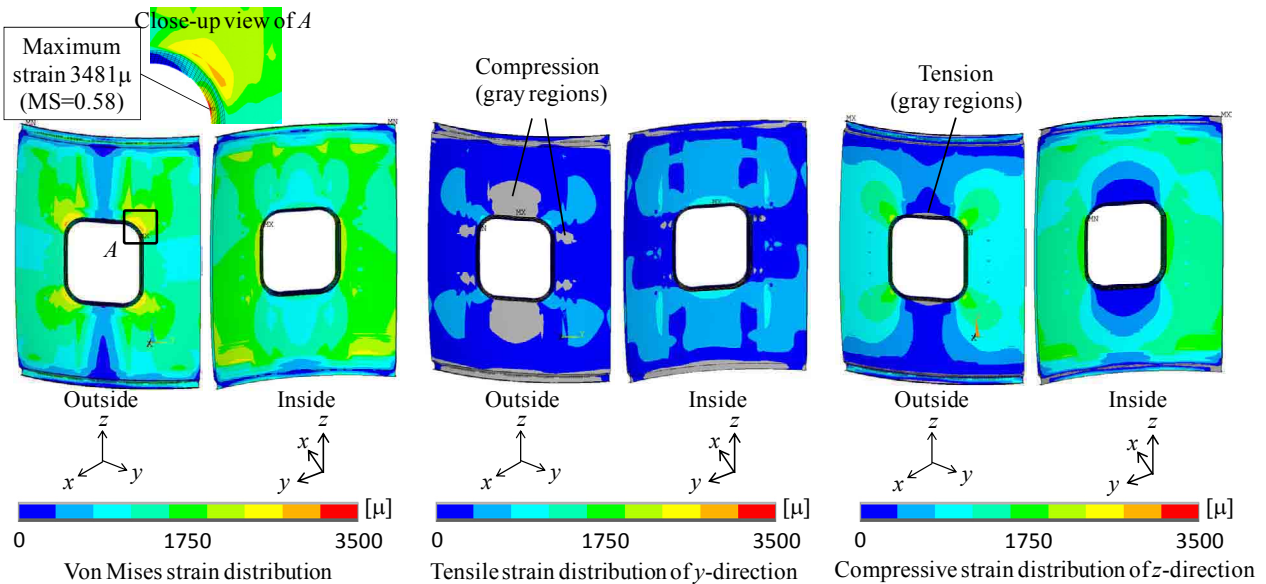 Close-up view of A
Maximum
strain 3481μ
(MS=0.58)
Compression
(gray regions)
Tension
(gray regions)
MN
MN
MX
MX
A
MX
MX
MN
MX
MN
MN
X
Y
Outside
Inside
Outside
Inside
Outside
Inside
z
x
y
z
x
y
z
x
y
z
x
y
z
x
y
z
x
y
[μ]
[μ]
[μ]
0
1750
3500
0
1750
3500
0
1750
3500
Von Mises strain distribution
Tensile strain distribution of y-direction
Compressive strain distribution of z-direction